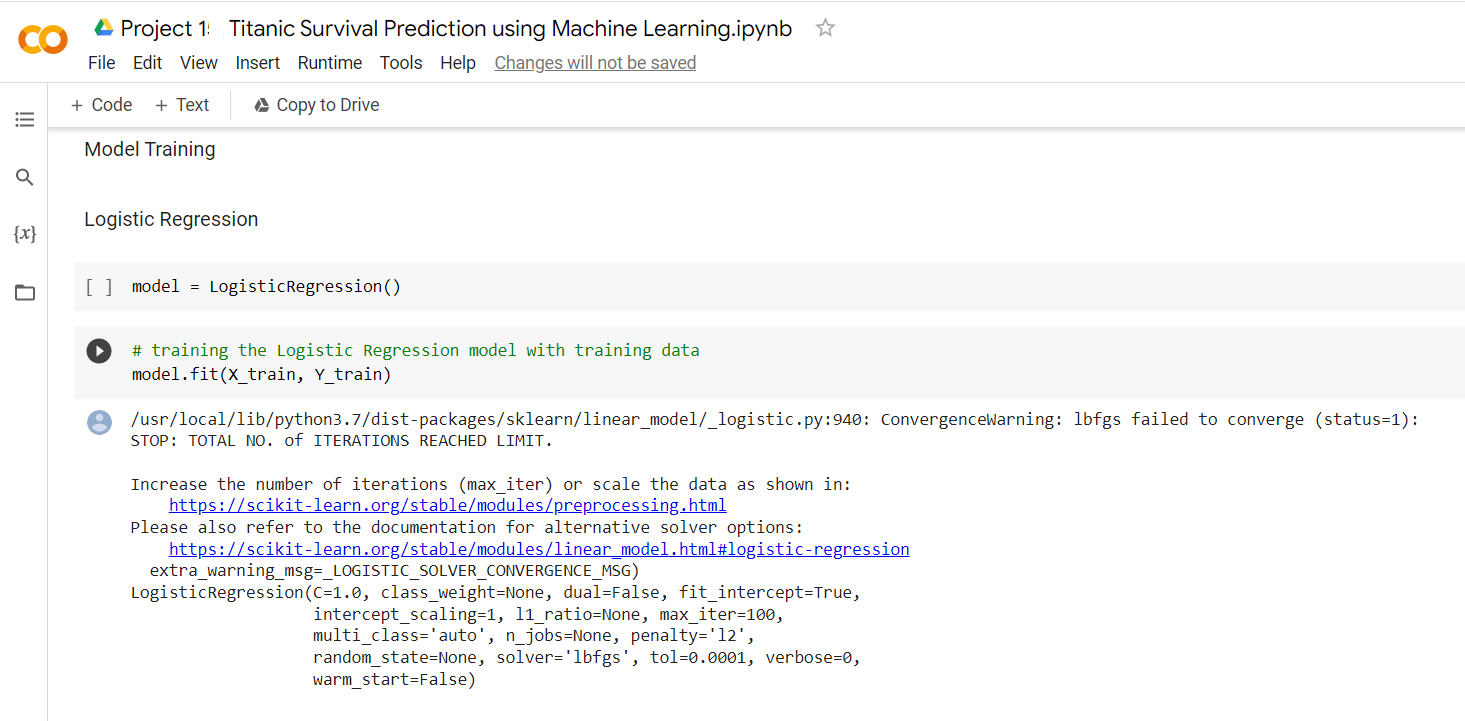 Project 15 Titanic Survival Prediction using Machine Learning.ipynb
File Edit View Insert Runtime Tools Help Changes will not be saved
+ Code + Text Copy to Drive
Model Training
Logistic Regression
{x}
[ ] model = LogisticRegression()
# training the Logistic Regression model with training data
model.fit(X_train, Y_train)
/usr/local/lib/python3.7/dist-packages/sklearn/linear_model/_logistic.py:940: ConvergenceWarning: lbfgs failed to converge (status=1):
STOP: TOTAL NO. of ITERATIONS REACHED LIMIT.
Increase the number of iterations (max_iter) or scale the data as shown in:
https://scikit-learn.org/stable/modules/preprocessing.html
Please also refer to the documentation for alternative solver options:
https://scikit-learn.org/stable/modules/linear_model.html#logistic-regression
extra_warning_msg=_LOGISTIC_SOLVER_CONVERGENCE_MSG)
LogisticRegression(C=1.0, class_weight=None, dual=False, fit_intercept=True,
intercept_scaling=1, l1_ratio=None, max_iter=100,
multi_class='auto', n_jobs=None, penalty='l2',
random_state=None, solver='lbfgs', tol=0.0001, verbose=0,
warm_start=False)